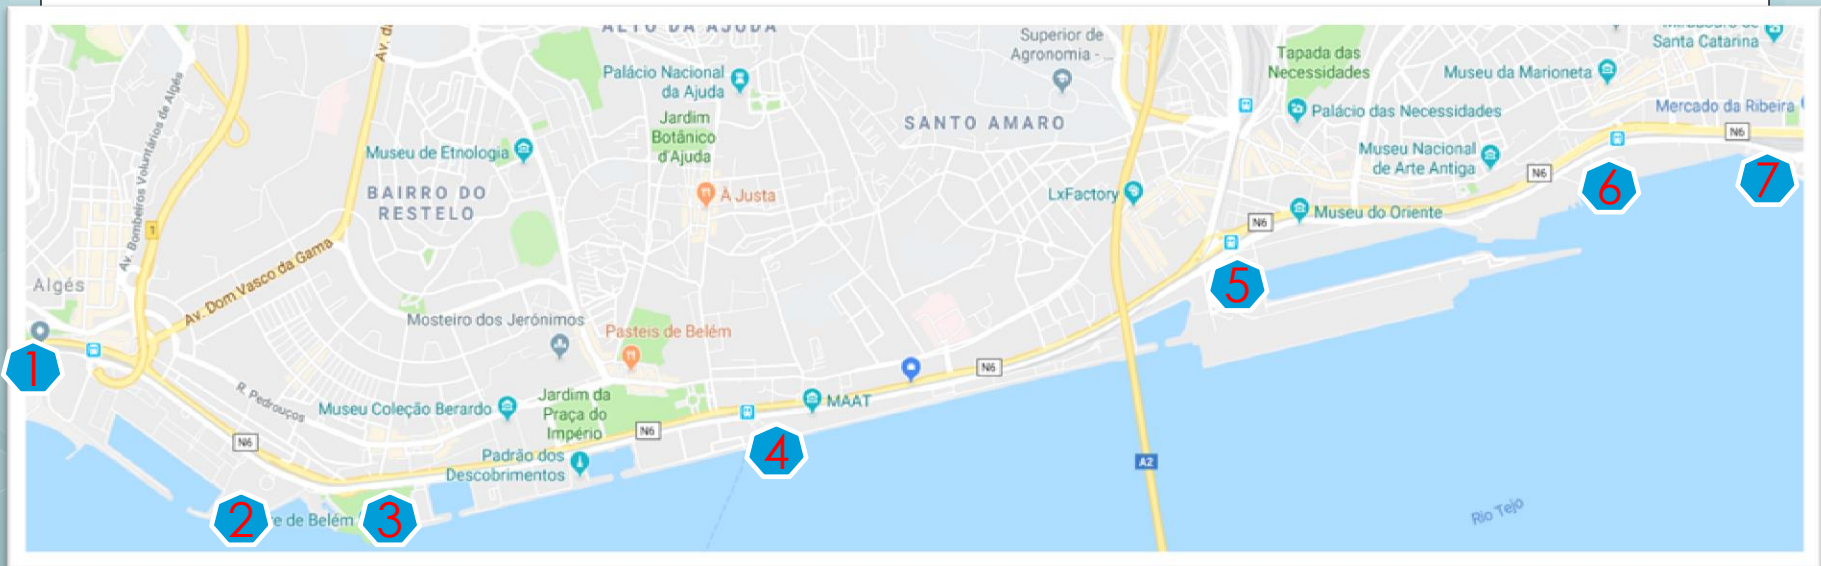 ALTO DA AJUDA
Superior de
Agronomia - ...
Santa Catarina
Tapada das
Necessidades
Museu da Marioneta
Palácio Nacional
da Ajuda
Palácio das Necessidades
Mercado da Ribeira
Jardim
Botânico
d'Ajuda
SANTO AMARO
N6
Museu de Etnologia
Museu Nacional
de Arte Antiga
N6
7
6
BAIRRO DO
RESTELO
À Justa
LxFactory
Museu do Oriente
N6
Av. Bombeiros Voluntários de Algés
1
Av. Dom Vasco da Gama
Algés
5
Mosteiro dos Jerónimos
Pasteis de Belém
1
N6
R. Pedrouços
Museu Coleção Berardo
Jardim da
Praça do
Império
MAAT
N6
N6
4
Padrão dos
Descobrimentos
A2
2
re de Belém
3
Rio Tejo